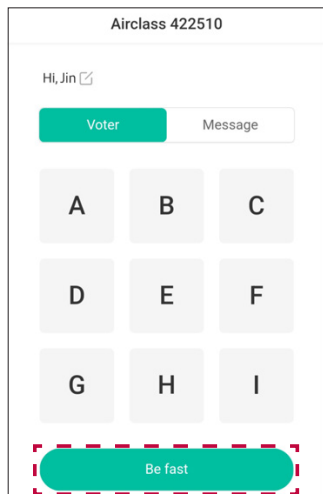 Airclass 422510
Hi, Jin
Voter Message
A B C
D E F
G H I
Be fast